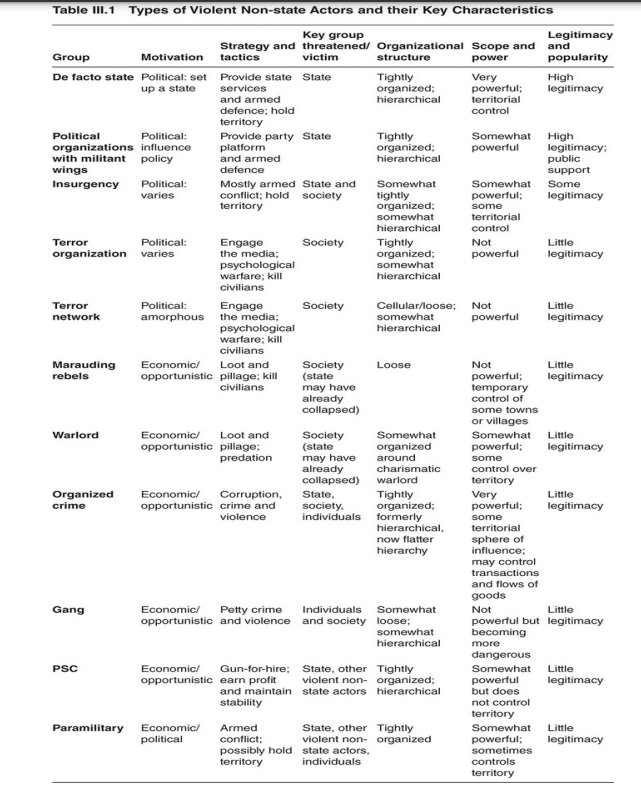 Table III.1 Types of Violent Non-state Actors and their Key Characteristics
Key group Legitimacy
Strategy and threatened/ Organizational Scope and and
Group Motivation tactics victim structure power popularity
De facto state Political: set Provide state State Tightly Very High
up a state services organized; powerful; legitimacy
and armed hierarchical territorial
defence; hold control
territory
Political Political: Provide party State Tightly Somewhat High
organizations influence platform organized; powerful legitimacy;
with militant policy and armed hierarchical public
wings defence support
Insurgency Political: Mostly armed State and Somewhat Somewhat Some
varies conflict; hold society tightly powerful; legitimacy
territory organized; some
somewhat territorial
hierarchical control
Terror Political: Engage Society Tightly Not Little
organization varies the media; organized; powerful legitimacy
psychological somewhat
warfare; kill hierarchical
civilians
Terror Political: Engage Society Cellular/loose; Not Little
network amorphous the media; somewhat powerful legitimacy
psychological hierarchical
warfare; kill
civilians
Marauding Economic/ Loot and Society Loose Not Little
rebels opportunistic pillage; kill (state powerful; legitimacy
civilians may have temporary
already control of
collapsed) some towns
or villages
Warlord Economic/ Loot and Society Somewhat Somewhat Little
opportunistic pillage; (state organized powerful; legitimacy
predation may have around some
already charismatic control over
collapsed) warlord territory
Organized Economic/ Corruption, State, Tightly Very Little
crime opportunistic crime and society, organized; powerful; legitimacy
violence individuals formerly some
hierarchical, territorial
now flatter sphere of
hierarchy influence;
may control
transactions
and flows of
goods
Gang Economic/ Petty crime Individuals Somewhat Not Little
opportunistic and violence and society loose; powerful but legitimacy
somewhat becoming
hierarchical more
dangerous
PSC Economic/ Gun-for-hire; State, other Tightly Somewhat Little
opportunistic earn profit violent non- organized; powerful legitimacy
and maintain state actors hierarchical but does
stability not control
territory
Paramilitary Economic/ Armed State, other Tightly Somewhat Little
political conflict; violent non- organized powerful; legitimacy
possibly hold state actors, sometimes
territory individuals controls
territory